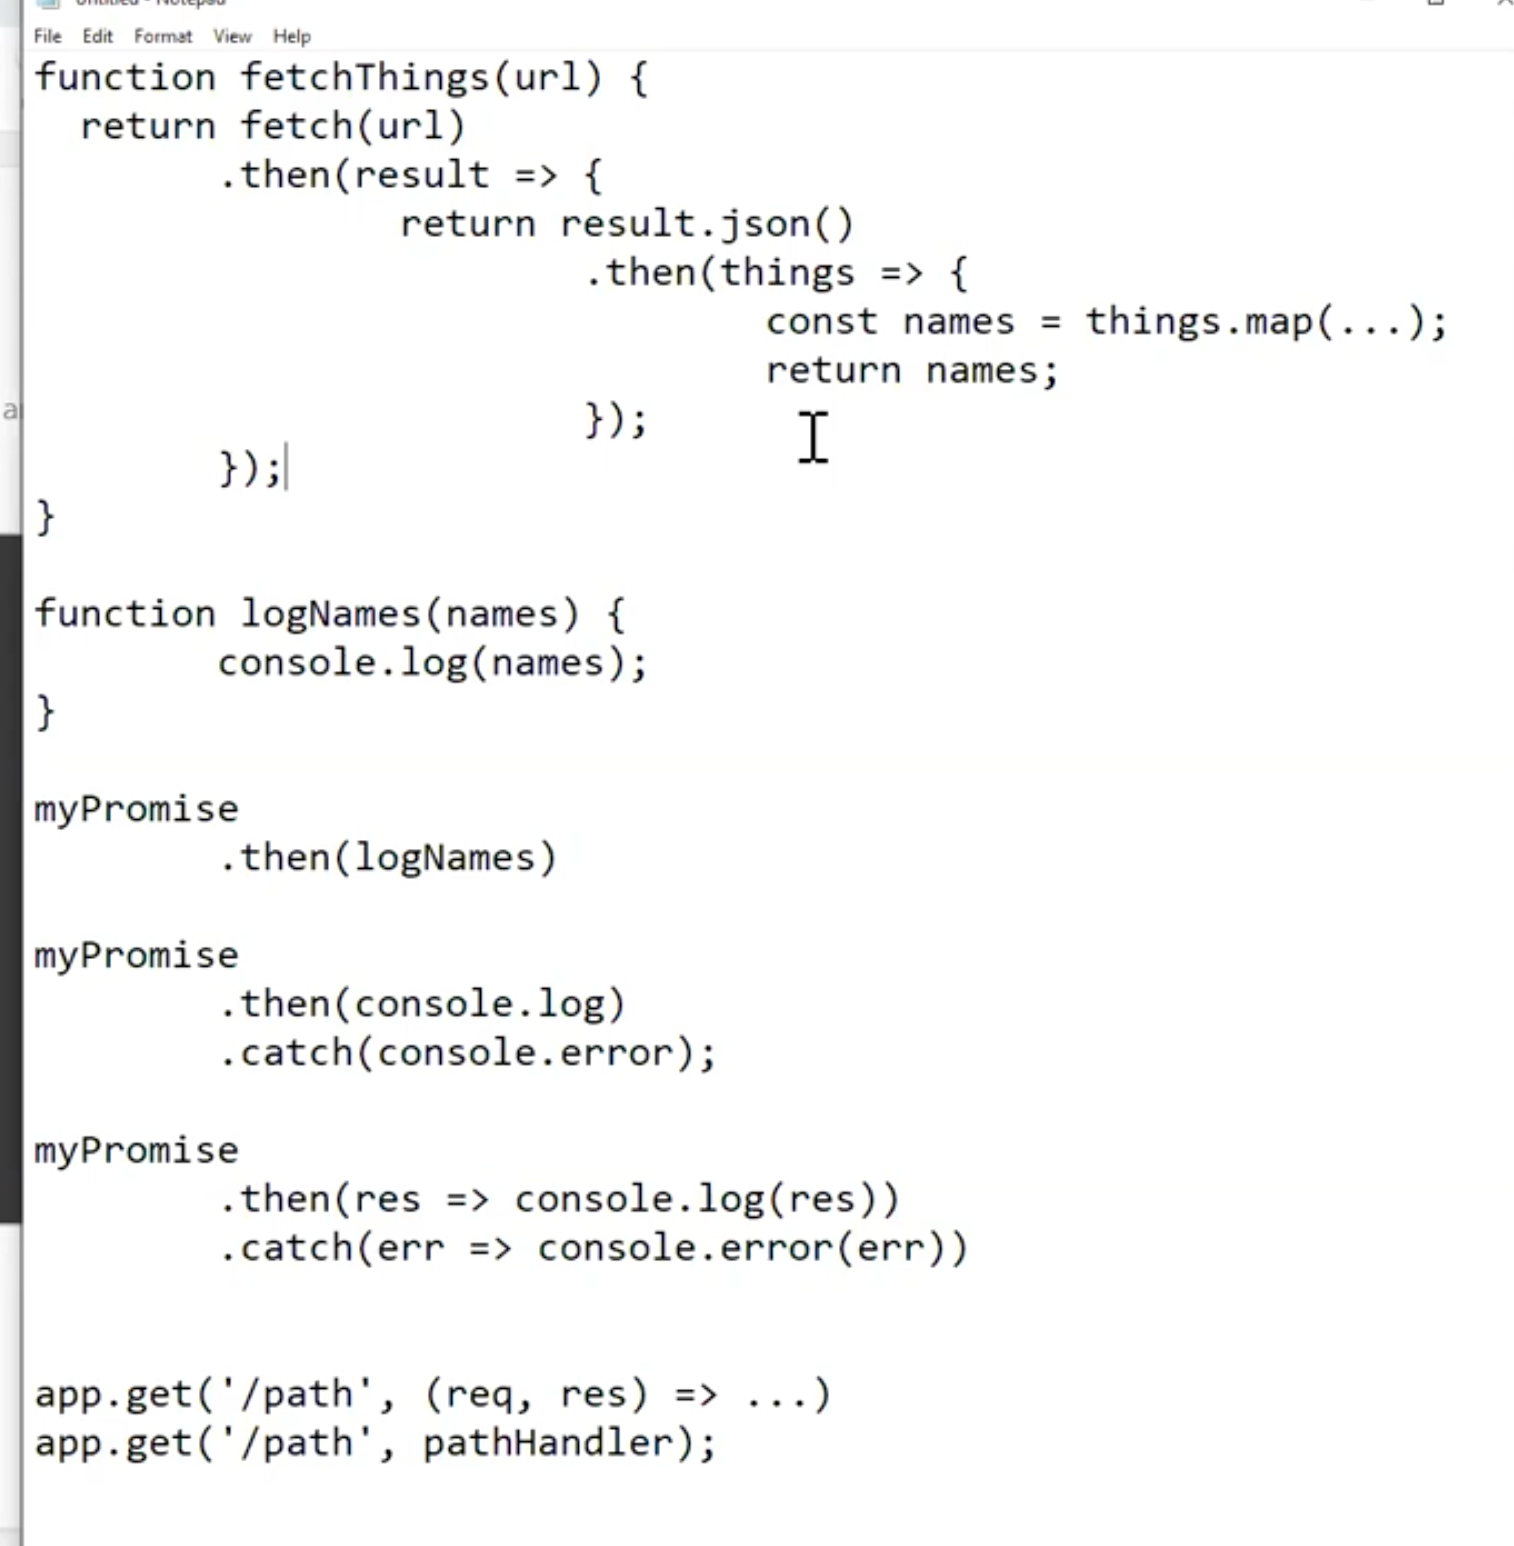 Untitled - Notepad
File Edit Format View Help
function fetchThings(url) {
  return fetch(url)
        .then(result => {
                return result.json()
                        .then(things => {
                                const names = things.map(...);
                                return names;
                        });
        });
}

function logNames(names) {
        console.log(names);
}

myPromise
        .then(logNames)

myPromise
        .then(console.log)
        .catch(console.error);

myPromise
        .then(res => console.log(res))
        .catch(err => console.error(err))


app.get('/path', (req, res) => ...)
app.get('/path', pathHandler);